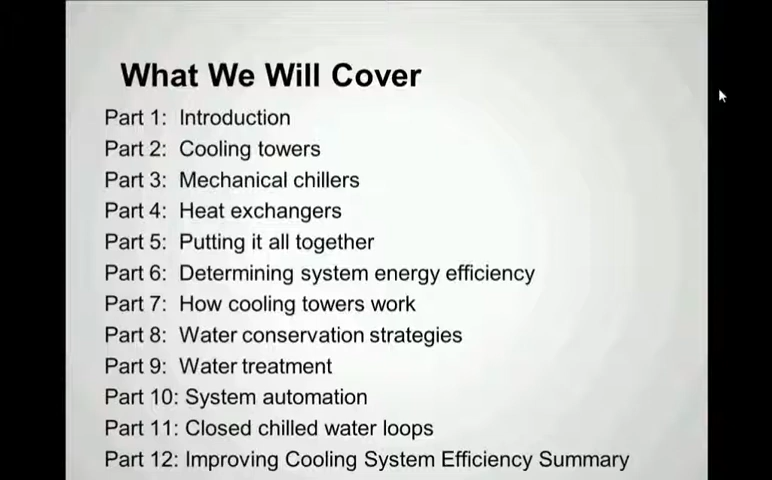 What We Will Cover
Part 1: Introduction
Part 2: Cooling towers
Part 3: Mechanical chillers
Part 4: Heat exchangers
Part 5: Putting it all together
Part 6: Determining system energy efficiency
Part 7: How cooling towers work
Part 8: Water conservation strategies
Part 9: Water treatment
Part 10: System automation
Part 11: Closed chilled water loops
Part 12: Improving Cooling System Efficiency Summary